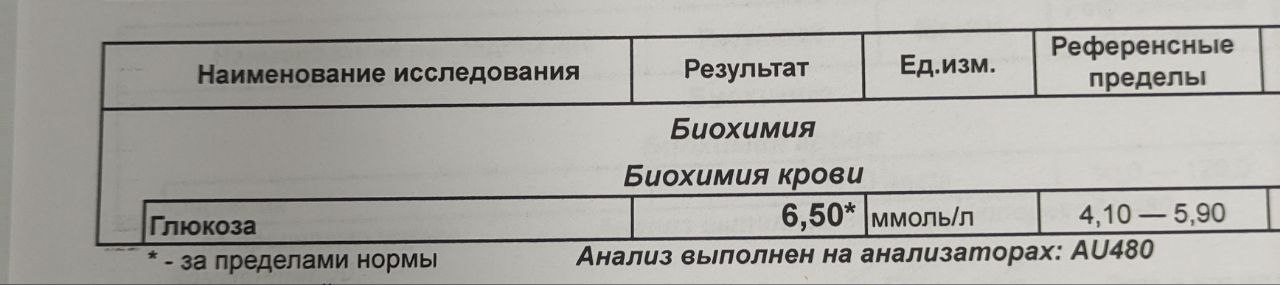 Наименование исследования Результат Ед.изм. Референсные пределы
Биохимия
Биохимия крови
Глюкоза 6,50* ммоль/л 4,10 — 5,90
* - за пределами нормы Анализ выполнен на анализаторах: AU480